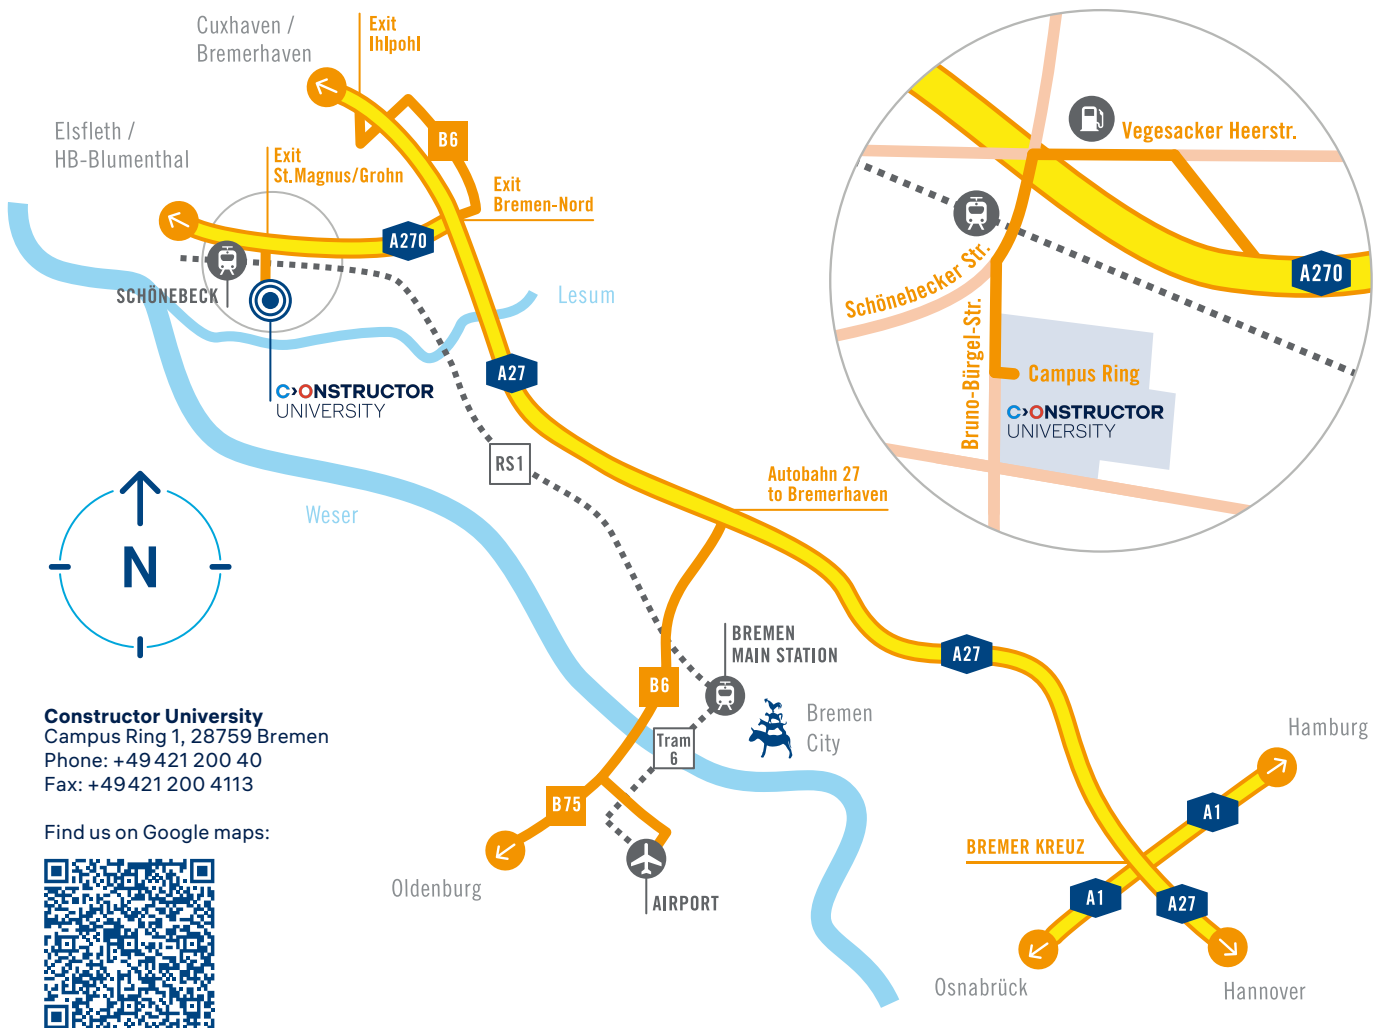 Cuxhaven /
Bremerhaven
Exit
Ihlpohl
B6
Elsfleth /
HB-Blumenthal
Exit
St. Magnus/Grohn
Exit
Bremen-Nord
A270
SCHÖNEBECK
Lesum
A27
C>ONSTRUCTOR
UNIVERSITY
RS1
Weser
Autobahn 27
to Bremerhaven
N
BREMEN
MAIN STATION
A27
B6
Bremen
City
Tram
6
B75
Oldenburg
AIRPORT
Hamburg
A1
BREMER KREUZ
A1
A27
Osnabrück
Hannover
Vegesacker Heerstr.
A270
Schönebecker Str.
Bruno-Bürgel-Str.
Campus Ring
C>ONSTRUCTOR
UNIVERSITY
Constructor University
Campus Ring 1, 28759 Bremen
Phone: +49 421 200 40
Fax: +49 421 200 4113
Find us on Google maps: